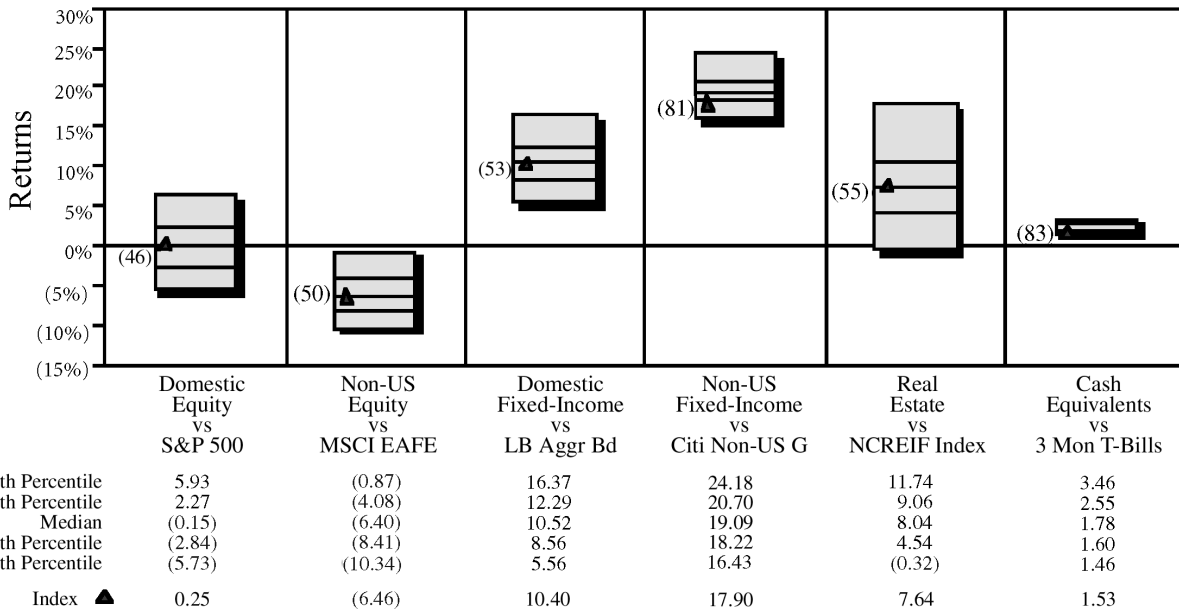 30%
25%
20%
15%
10%
5%
0%
(5%)
(10%)
(15%)
Returns
(46)
(50)
(53)
(81)
(55)
(83)
Domestic Equity vs S&P 500
Non-US Equity vs MSCI EAFE
Domestic Fixed-Income vs LB Aggr Bd
Non-US Fixed-Income vs Citi Non-US G
Real Estate vs NCREIF Index
Cash Equivalents vs 3 Mon T-Bills
th Percentile 5.93 (0.87) 16.37 24.18 11.74 3.46
th Percentile 2.27 (4.08) 12.29 20.70 9.06 2.55
Median (0.15) (6.40) 10.52 19.09 8.04 1.78
th Percentile (2.84) (8.41) 8.56 18.22 4.54 1.60
th Percentile (5.73) (10.34) 5.56 16.43 (0.32) 1.46
Index 0.25 (6.46) 10.40 17.90 7.64 1.53